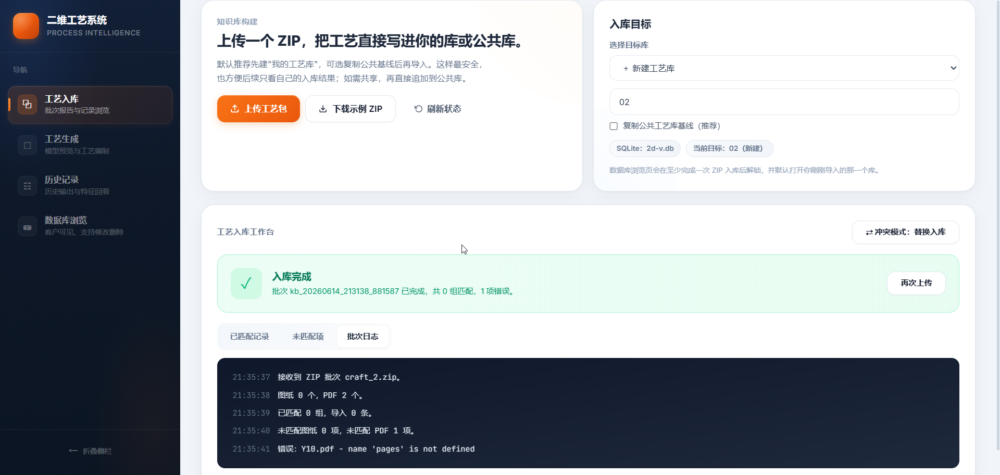 二维工艺系统
PROCESS INTELLIGENCE
导航
工艺入库
批次报告与记录浏览
工艺生成
模型预览与工艺编制
历史记录
历史输出与特征回看
数据库浏览
客户可见、支持修改删除
← 折叠侧栏
知识库构建
上传一个 ZIP，把工艺直接写进你的库或公共库。
默认推荐先建"我的工艺库"，可选复制公共基线后再导入。这样最安全，
也方便后续只看自己的入库结果；如需共享，再直接追加到公共库。
上传工艺包
下载示例 ZIP
刷新状态
入库目标
选择目标库
+ 新建工艺库
02
复制公共工艺库基线（推荐）
SQLite：2d-v.db
当前目标：02（新建）
数据库浏览页会在至少完成一次 ZIP 入库后解锁，并默认打开你刚刚导入的那一个库。
工艺入库工作台
⇄ 冲突模式：替换入库
✓
入库完成
批次 kb_20260614_213138_881587 已完成，共 0 组匹配，1 项错误。
再次上传
已匹配记录
未匹配项
批次日志
21:35:37 接收到 ZIP 批次 craft_2.zip。
21:35:38 图纸 0 个，PDF 2 个。
21:35:39 已匹配 0 组，导入 0 条。
21:35:40 未匹配图纸 0 项，未匹配 PDF 1 项。
21:35:41 错误：Y10.pdf - name 'pages' is not defined